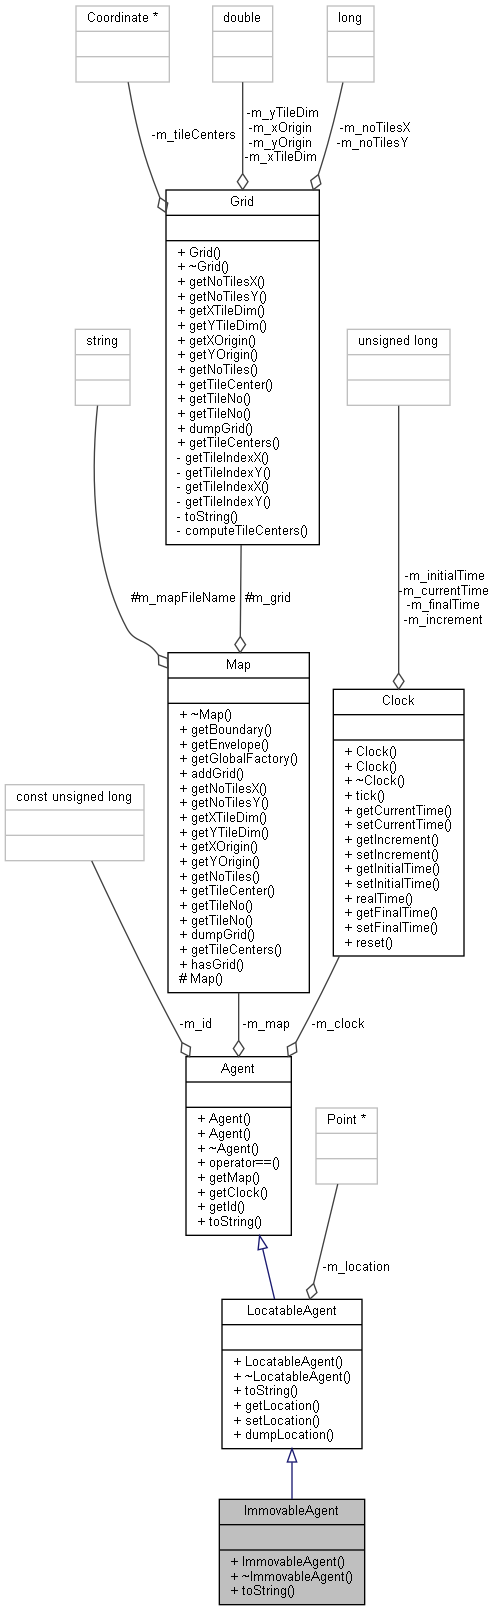 Coordinate *
double
long
-m_tileCenters
-m_yTileDim
-m_xOrigin
-m_yOrigin
-m_xTileDim
-m_noTilesX
-m_noTilesY
Grid
+ Grid()
+ ~Grid()
+ getNoTilesX()
+ getNoTilesY()
+ getXTileDim()
+ getYTileDim()
+ getXOrigin()
+ getYOrigin()
+ getNoTiles()
+ getTileCenter()
+ getTileNo()
+ getTileNo()
+ dumpGrid()
+ getTileCenters()
- getTileIndexX()
- getTileIndexY()
- getTileIndexX()
- getTileIndexY()
- toString()
- computeTileCenters()
string
unsigned long
#m_mapFileName
#m_grid
-m_initialTime
-m_currentTime
-m_finalTime
-m_increment
Map
+ ~Map()
+ getBoundary()
+ getEnvelope()
+ getGlobalFactory()
+ addGrid()
+ getNoTilesX()
+ getNoTilesY()
+ getXTileDim()
+ getYTileDim()
+ getXOrigin()
+ getYOrigin()
+ getNoTiles()
+ getTileCenter()
+ getTileNo()
+ getTileNo()
+ dumpGrid()
+ getTileCenters()
+ hasGrid()
# Map()
Clock
+ Clock()
+ Clock()
+ ~Clock()
+ tick()
+ getCurrentTime()
+ setCurrentTime()
+ getIncrement()
+ setIncrement()
+ getInitialTime()
+ setInitialTime()
+ realTime()
+ getFinalTime()
+ setFinalTime()
+ reset()
const unsigned long
-m_id
-m_map
-m_clock
Agent
+ Agent()
+ Agent()
+ ~Agent()
+ operator==()
+ getMap()
+ getClock()
+ getId()
+ toString()
Point *
-m_location
LocatableAgent
+ LocatableAgent()
+ ~LocatableAgent()
+ toString()
+ getLocation()
+ setLocation()
+ dumpLocation()
ImmovableAgent
+ ImmovableAgent()
+ ~ImmovableAgent()
+ toString()